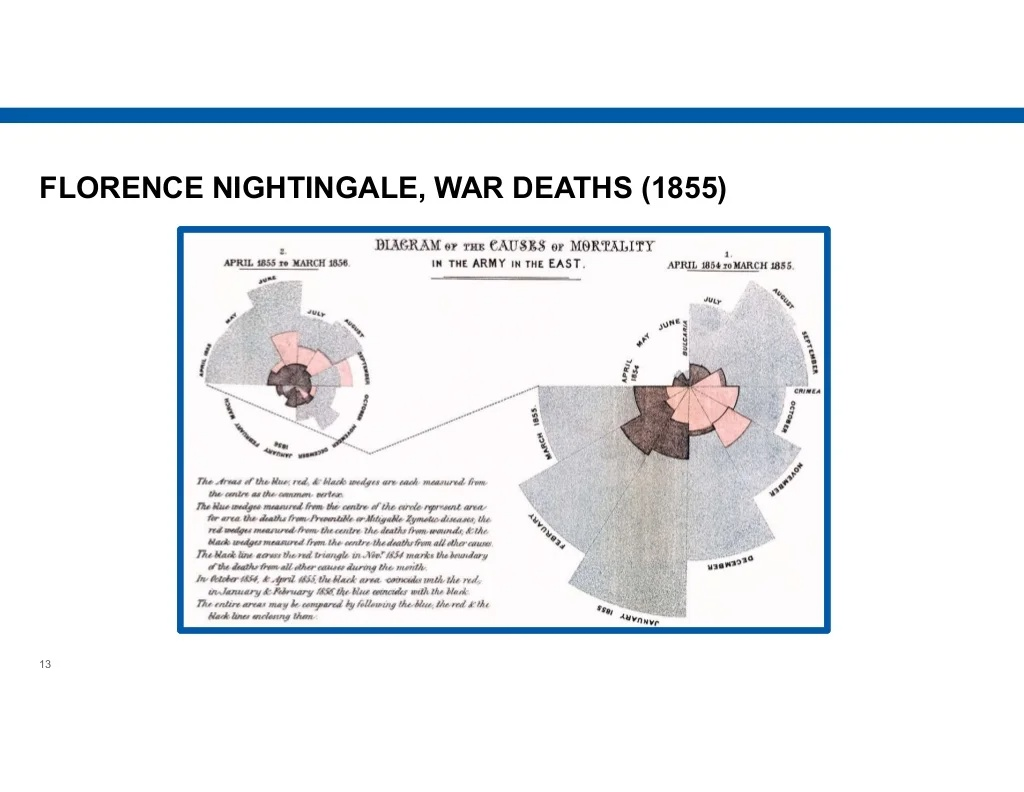 FLORENCE NIGHTINGALE, WAR DEATHS (1855)
DIAGRAM OF THE CAUSES OF MORTALITY
IN THE ARMY IN THE EAST.
2.
APRIL 1855 TO MARCH 1856.
1.
APRIL 1854 TO MARCH 1855.
APRIL 1855
MAY
JUNE
JULY
AUGUST
SEPTEMBER
OCTOBER
NOVEMBER
DECEMBER
JANUARY
1856
FEBRUARY
MARCH
APRIL
1854
MAY
JUNE
BULGARIA
JULY
AUGUST
SEPTEMBER
CRIMEA
OCTOBER
NOVEMBER
DECEMBER
JANUARY 1855
FEBRUARY
MARCH 1855.
The Areas of the blue, red, & black wedges are each measured from
the centre as the common vertex.
The blue wedges measured from the centre of the circle represent area
for area the deaths from Preventible or Mitigable Zymotic diseases, the
red wedges measured from the centre the deaths from wounds, & the
black wedges measured from the centre the deaths from all other causes.
The black line across the red triangle in Nov.r 1854 marks the boundary
of the deaths from all other causes during the month.
In October 1854, & April 1855, the black area coincides with the red,
in January & February 1856, the blue coincides with the black.
The entire areas may be compared by following the blue, the red & the
black lines enclosing them.
13